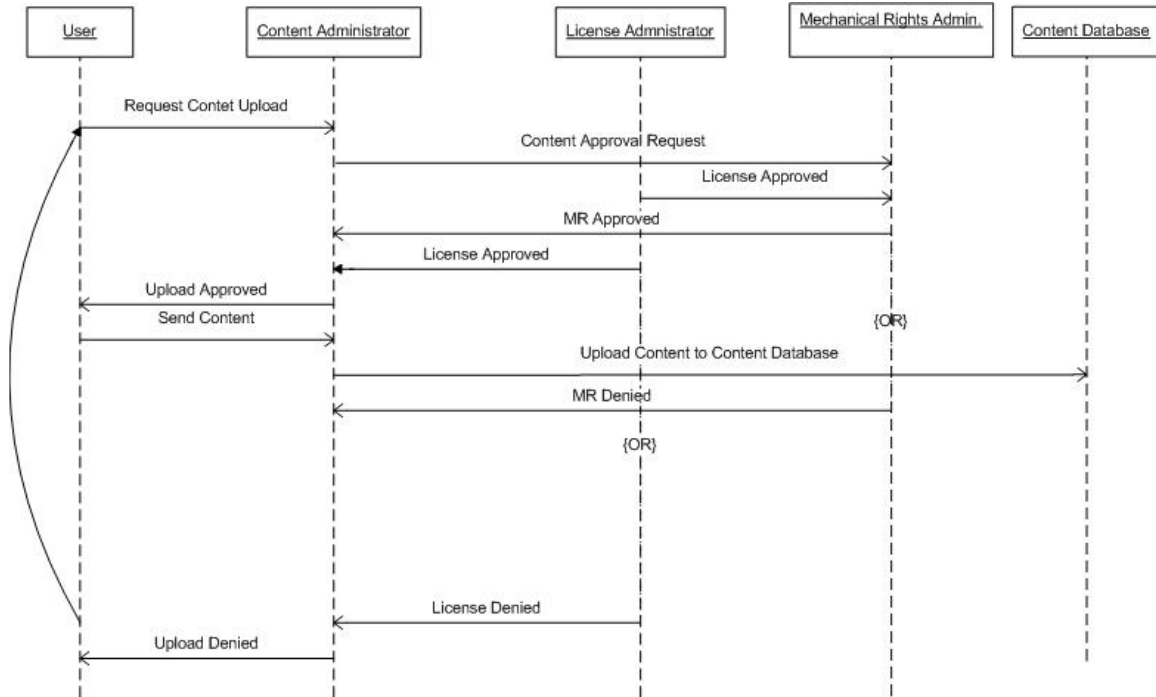 User
Content Administrator
License Admnistrator
Mechanical Rights Admin.
Content Database
Request Contet Upload
Content Approval Request
License Approved
MR Approved
License Approved
Upload Approved
Send Content
{OR}
Upload Content to Content Database
MR Denied
{OR}
License Denied
Upload Denied